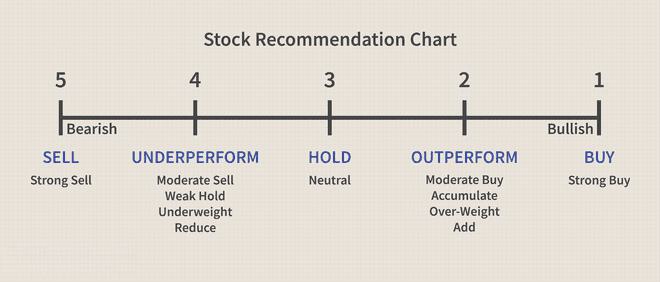 Stock Recommendation Chart
5 4 3 2 1
Bearish Bullish
SELL UNDERPERFORM HOLD OUTPERFORM BUY
Strong Sell Moderate Sell Neutral Moderate Buy Strong Buy
Weak Hold Accumulate
Underweight Over-Weight
Reduce Add